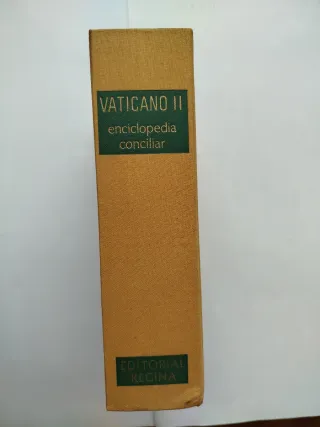 VATICANO II
enciclopedia
conciliar
EDITORIAL
REGINA